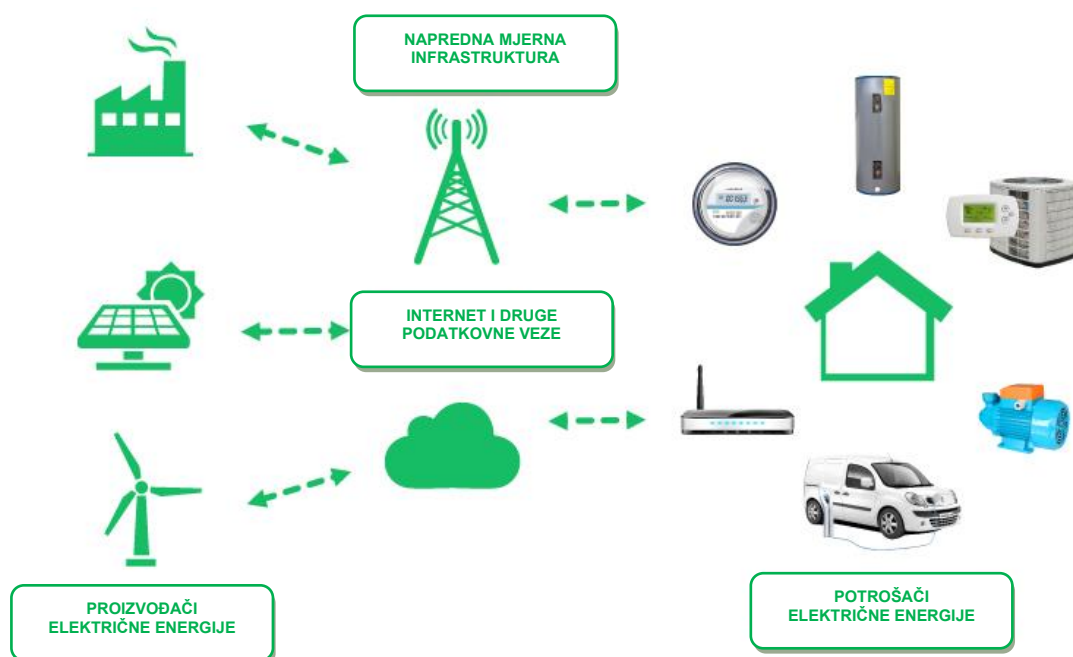 NAPREDNA MJERNA
INFRASTRUKTURA
INTERNET I DRUGE
PODATKOVNE VEZE
PROIZVOĐAČI
ELEKTRIČNE ENERGIJE
POTROŠAČI
ELEKTRIČNE ENERGIJE